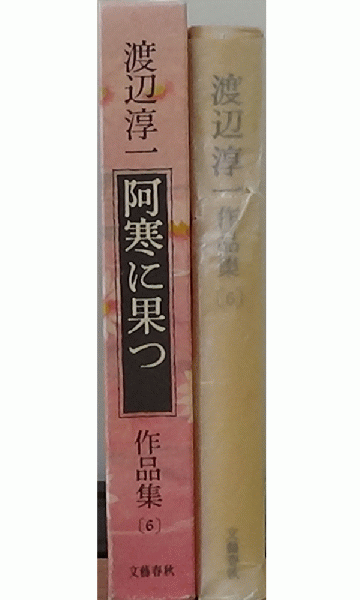 渡辺淳一
阿寒に果つ
作品集
〔6〕
文藝春秋
渡辺淳一作品集
〔6〕
文藝春秋